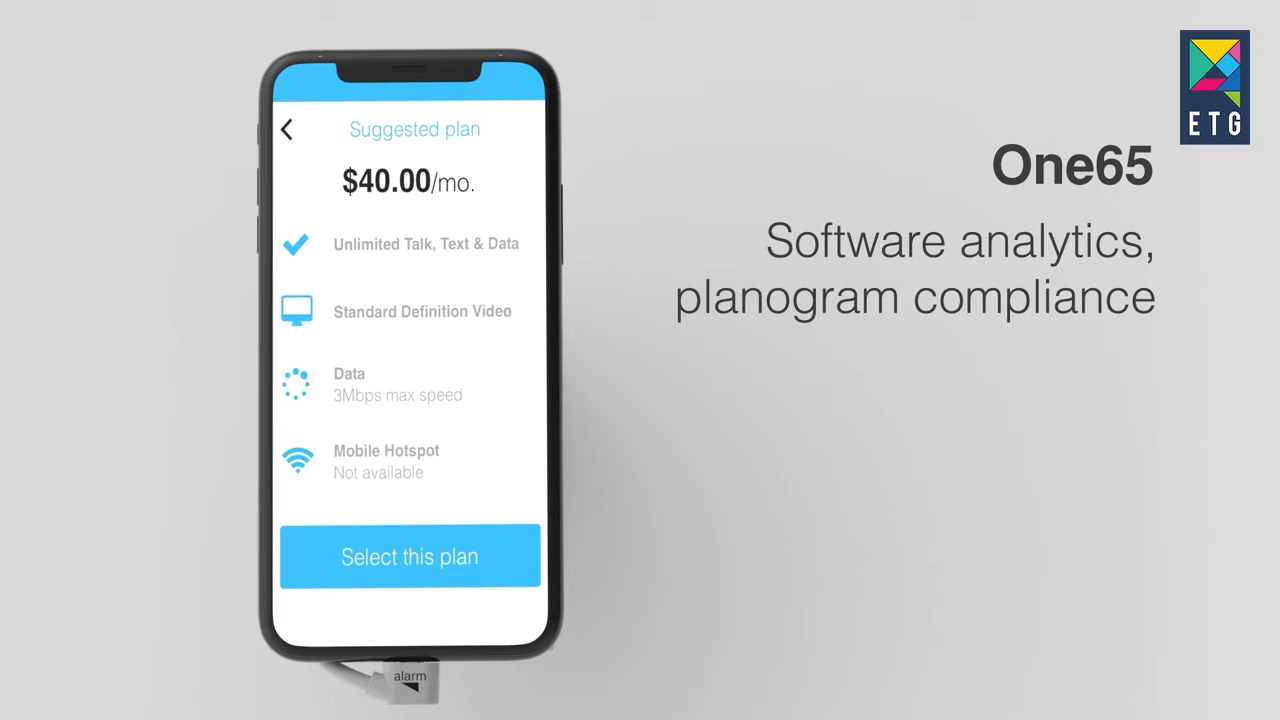 Suggested plan
$40.00/mo.
Unlimited Talk, Text & Data
Standard Definition Video
Data
3Mbps max speed
Mobile Hotspot
Not available
Select this plan
alarm
ETG
One65
Software analytics,
planogram compliance